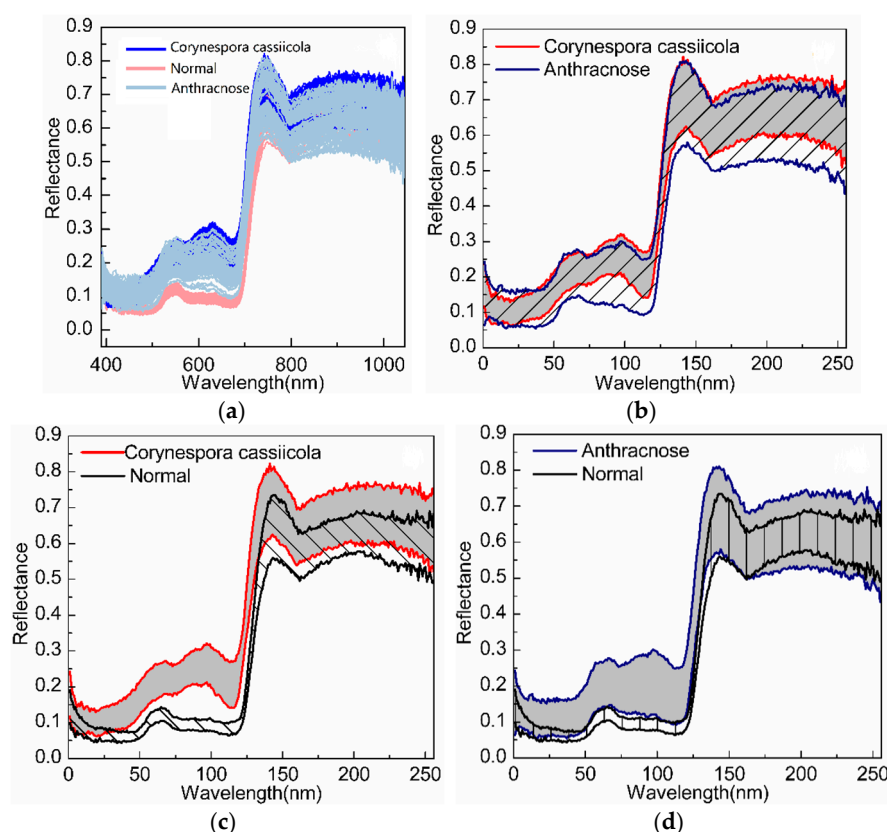 Corynespora cassiicola
Normal
Anthracnose
Reflectance
0.9
0.8
0.7
0.6
0.5
0.4
0.3
0.2
0.1
0.0
400 600 800 1000
Wavelength(nm)
(a)
Corynespora cassiicola
Anthracnose
Reflectance
0.9
0.8
0.7
0.6
0.5
0.4
0.3
0.2
0.1
0.0
0 50 100 150 200 250
Wavelength(nm)
(b)
Corynespora cassiicola
Normal
Reflectance
0.9
0.8
0.7
0.6
0.5
0.4
0.3
0.2
0.1
0.0
0 50 100 150 200 250
Wavelength(nm)
(c)
Anthracnose
Normal
Reflectance
0.9
0.8
0.7
0.6
0.5
0.4
0.3
0.2
0.1
0.0
0 50 100 150 200 250
Wavelength(nm)
(d)